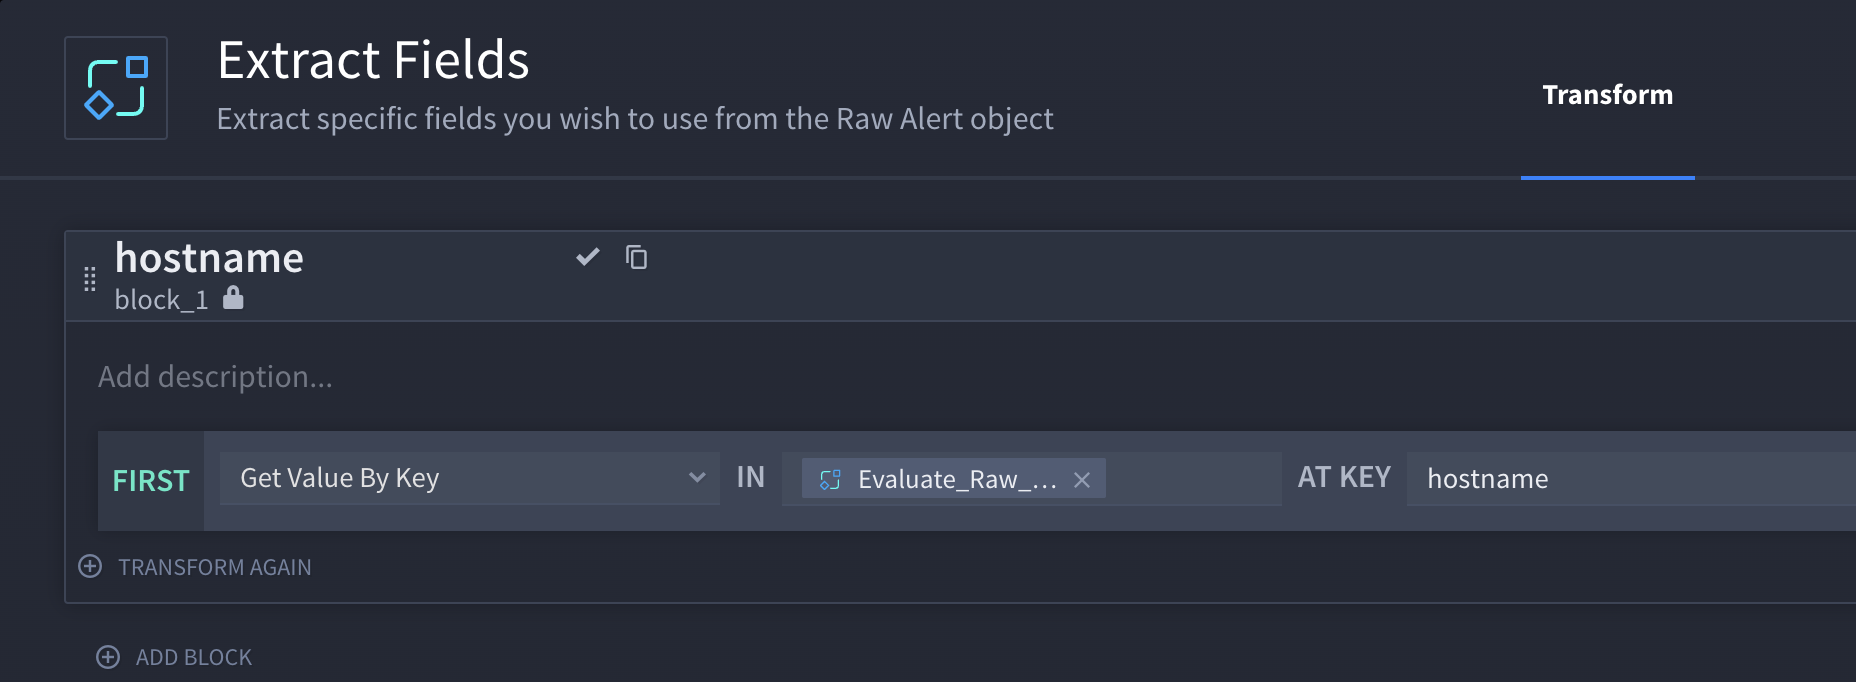 Extract Fields
Extract specific fields you wish to use from the Raw Alert object
Transform
hostname
block_1
Add description...
FIRST Get Value By Key IN Evaluate_Raw_... AT KEY hostname
TRANSFORM AGAIN
ADD BLOCK